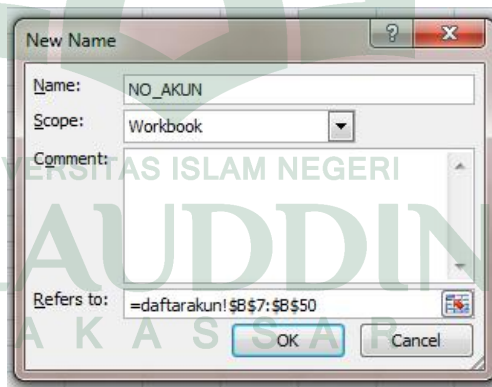 New Name
Name: NO_AKUN
Scope: Workbook
Comment:
VERSITAS ISLAM NEGERI
AUDDIN
Refers to: =daftarakun!$B$7:$B$50
A K A S S A R
OK Cancel